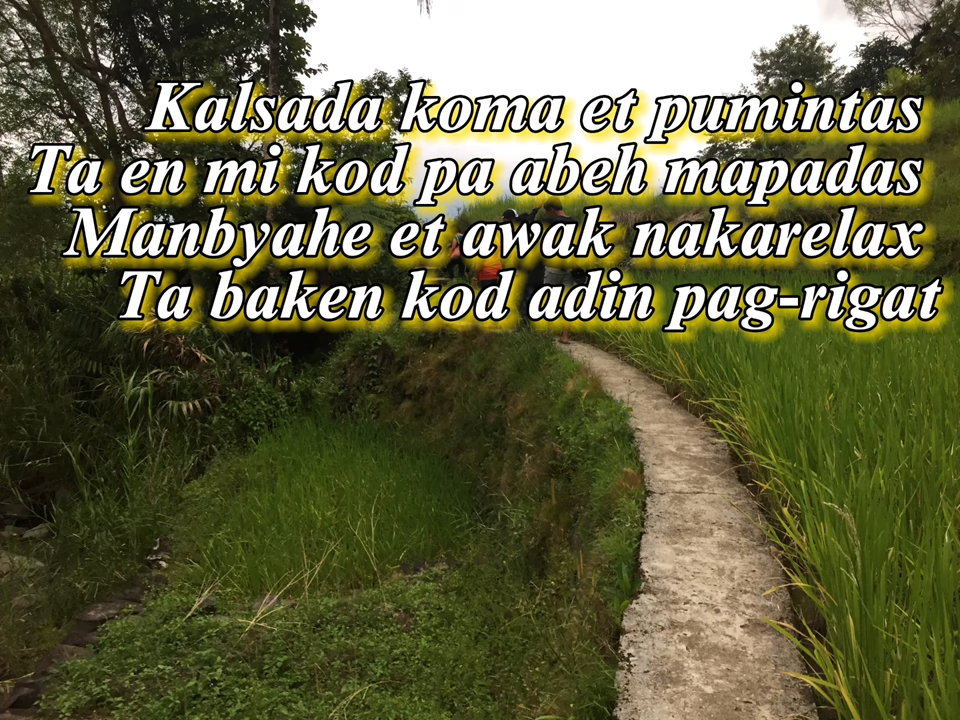 Kalsada koma et pumintas
Ta en mi kod pa abeh mapadas
Manbyahe et awak nakarelax
Ta baken kod adin pag-rigat